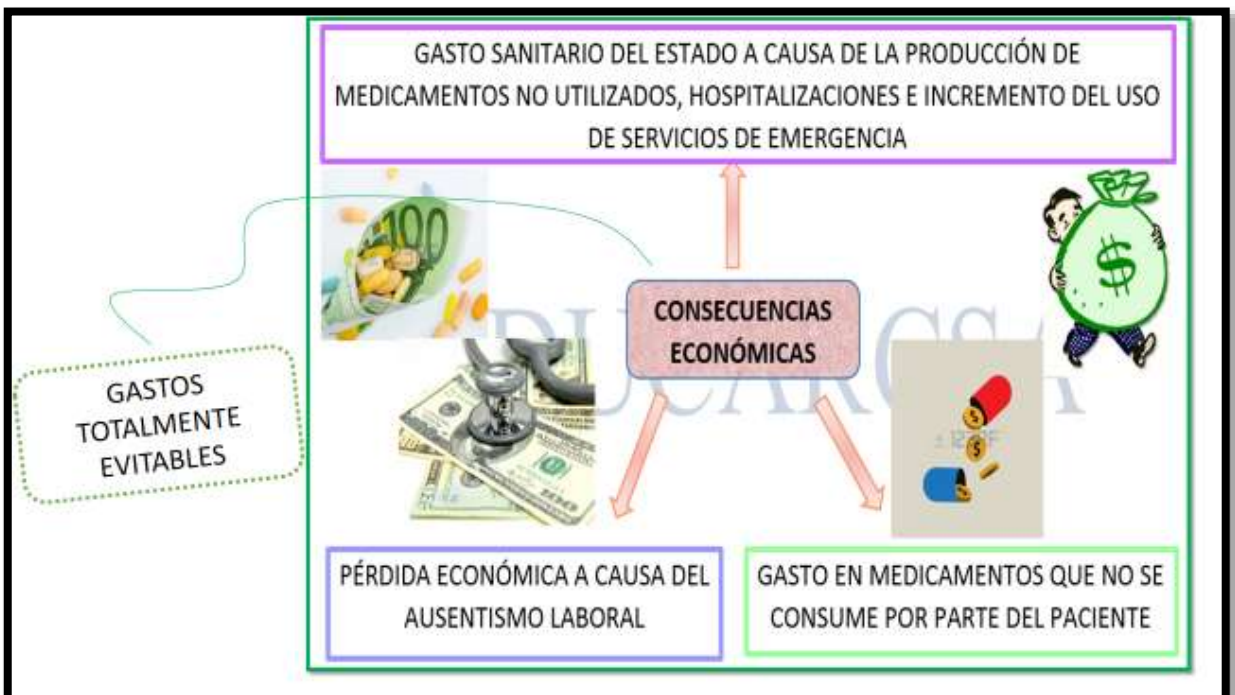 GASTO SANITARIO DEL ESTADO A CAUSA DE LA PRODUCCIÓN DE
MEDICAMENTOS NO UTILIZADOS, HOSPITALIZACIONES E INCREMENTO DEL USO
DE SERVICIOS DE EMERGENCIA
100
$
CONSECUENCIAS
ECONÓMICAS
GASTOS
TOTALMENTE
EVITABLES
100
$
$
PÉRDIDA ECONÓMICA A CAUSA DEL
AUSENTISMO LABORAL
GASTO EN MEDICAMENTOS QUE NO SE
CONSUME POR PARTE DEL PACIENTE